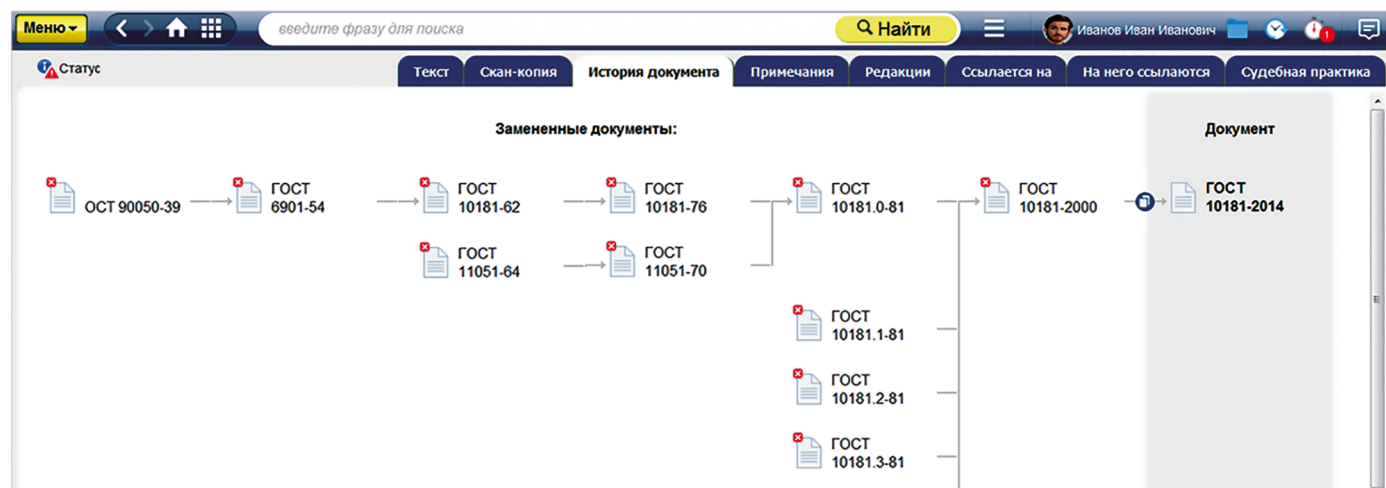 Меню
введите фразу для поиска
Найти
Иванов Иван Иванович
1
Статус
Текст
Скан-копия
История документа
Примечания
Редакции
Ссылается на
На него ссылаются
Судебная практика
Замененные документы:
Документ
ОСТ 90050-39
ГОСТ
6901-54
ГОСТ
10181-62
ГОСТ
10181-76
ГОСТ
10181.0-81
ГОСТ
10181-2000
ГОСТ
10181-2014
ГОСТ
11051-64
ГОСТ
11051-70
ГОСТ
10181.1-81
ГОСТ
10181.2-81
ГОСТ
10181.3-81